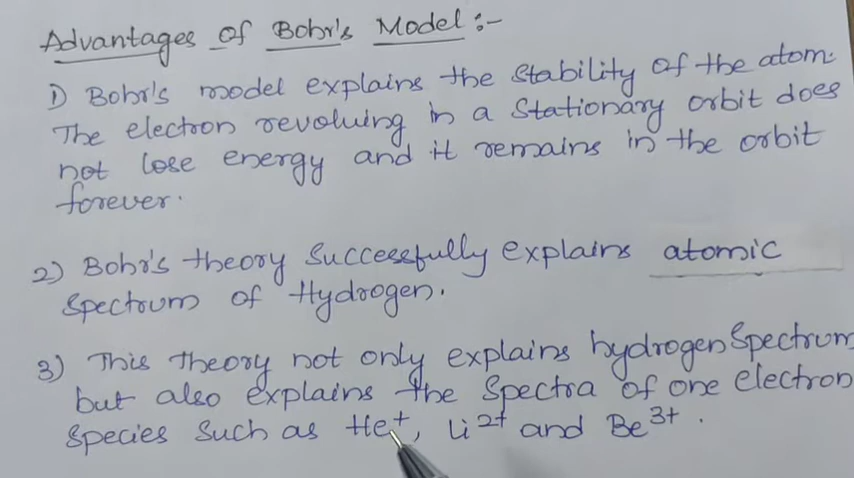 Advantages of Bohr's Model :-
1) Bohr's model explains the stability of the atom.
The electron revolving in a stationary orbit does
not lose energy and it remains in the orbit
forever.
2) Bohr's theory successfully explains atomic
spectrum of Hydrogen.
3) This theory not only explains hydrogen Spectrum
but also explains the spectra of one electron
species such as He⁺, Li²⁺ and Be³⁺.